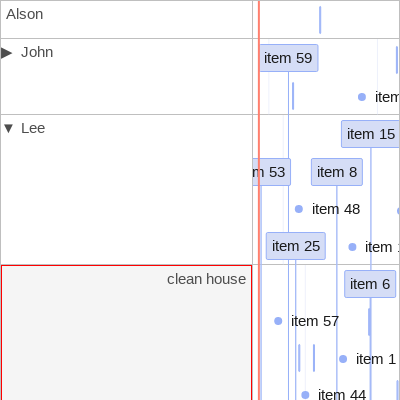 Alson
▶ John
item 59
item
▼ Lee
item 15
m 53
item 8
item 48
item 25
item
clean house
item 6
item 57
item 1
item 44